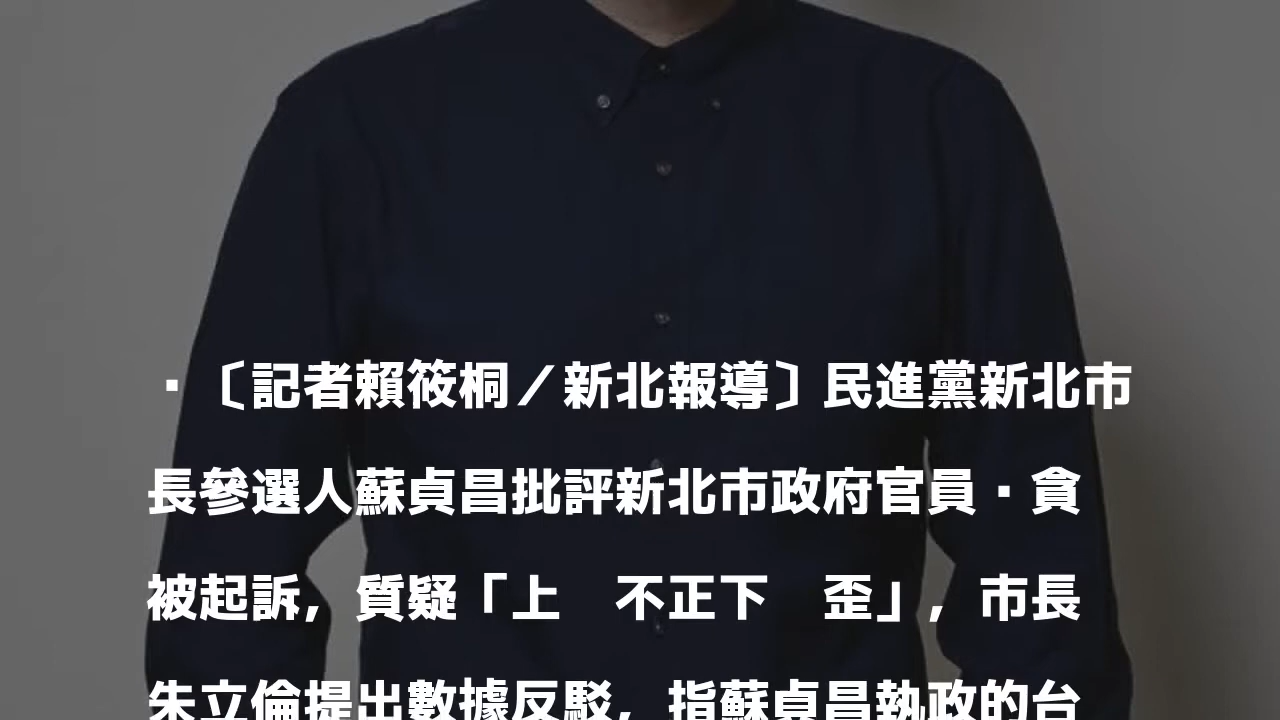 ▪〔記者賴筱桐／新北報導〕民進黨新北市
長參選人蘇貞昌批評新北市政府官員▪貪
被起訴，質疑「上　不正下　歪」，市長
朱立倫提出數據反駁，指蘇貞昌執政的台